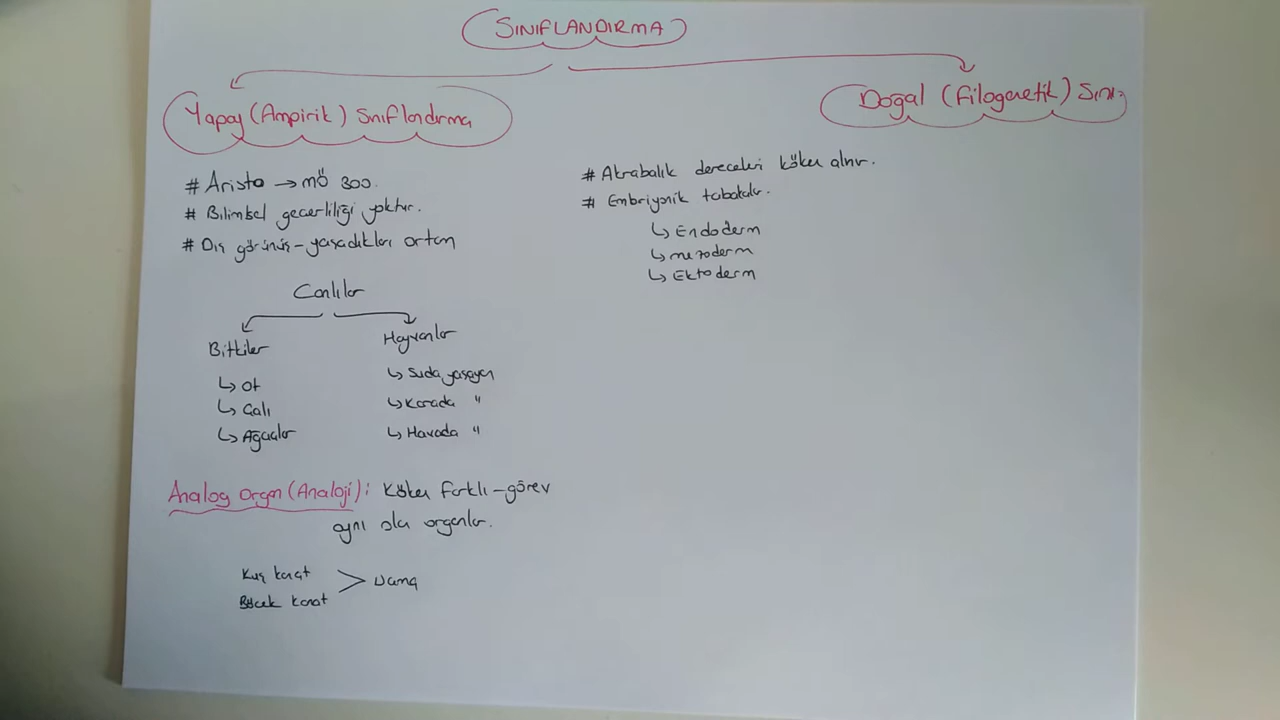 SINIFLANDIRMA
Yapay (Ampirik) Sınıflandırma
# Aristo → MÖ 300.
# Bilimsel geçerliliği yoktur.
# Dış görünüş - yaşadıkları ortam
Canlılar
Bitkiler
↳ Ot
↳ Çalı
↳ Ağaçlar
Hayvanlar
↳ Suda yaşayan
↳ Karada "
↳ Havada "
Analog Organ (Analoji): Köken farklı - görev
aynı olan organlar.
Kuş kanat
Böcek kanat
> Uçma
Doğal (Filogenetik) Sınıf
# Akrabalık dereceleri köken alınır.
# Embriyonik tabakalar.
↳ Endoderm
↳ mezoderm
↳ Ektoderm